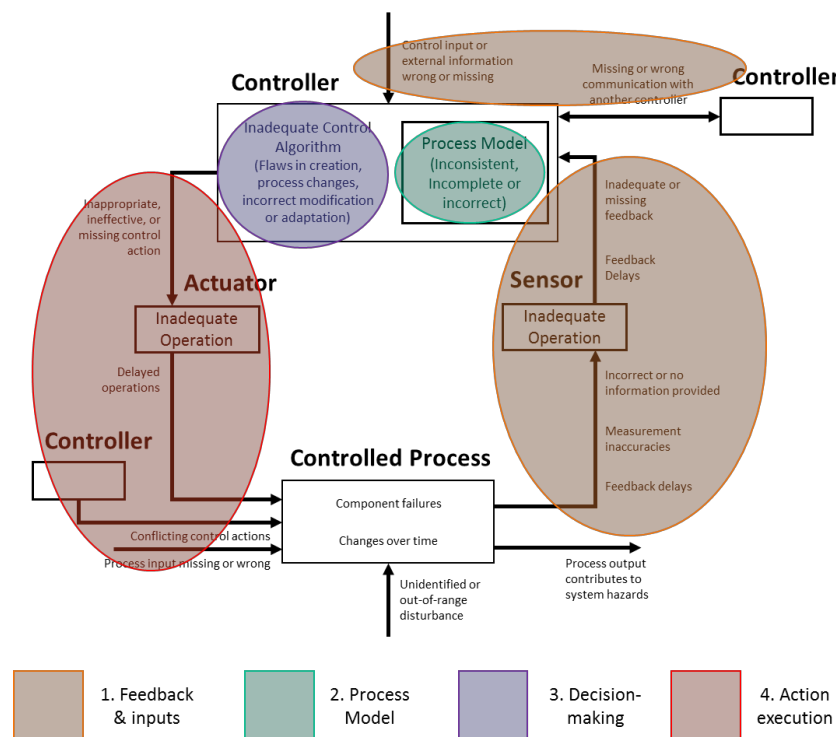 Control input or
external information
wrong or missing
Controller
Missing or wrong
communication with
another controller
Controller
Inadequate Control
Algorithm
(Flaws in creation,
process changes,
incorrect modification
or adaptation)
Process Model
(Inconsistent,
Incomplete or
incorrect)
Inappropriate,
ineffective, or
missing control
action
Inadequate or
missing
feedback
Feedback
Delays
Actuator
Inadequate
Operation
Sensor
Inadequate
Operation
Delayed
operations
Incorrect or no
information provided
Measurement
inaccuracies
Feedback delays
Controller
Controlled Process
Component failures
Changes over time
Conflicting control actions
Process input missing or wrong
Unidentified or
out-of-range
disturbance
Process output
contributes to
system hazards
1. Feedback
& inputs
2. Process
Model
3. Decision-
making
4. Action
execution